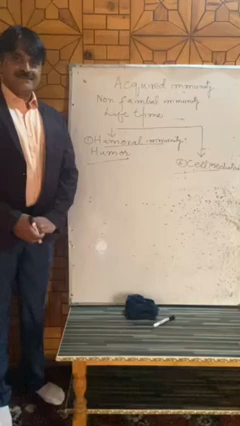 Acquired immunity
Non familial immunity
Life time
① Humoral immunity
Humor
② Cell mediated